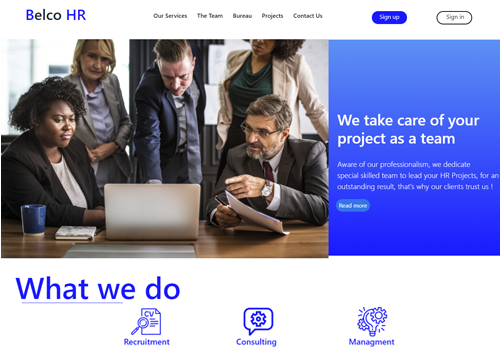 Belco HR
Our Services
The Team
Bureau
Projects
Contact Us
Sign up
Sign in
We take care of your
project as a team
Aware of our professionalism, we dedicate
special skilled team to lead your HR Projects, for an
outstanding result, that's why our clients trust us !
Read more
What we do
CV
Recruitment
Consulting
Managment